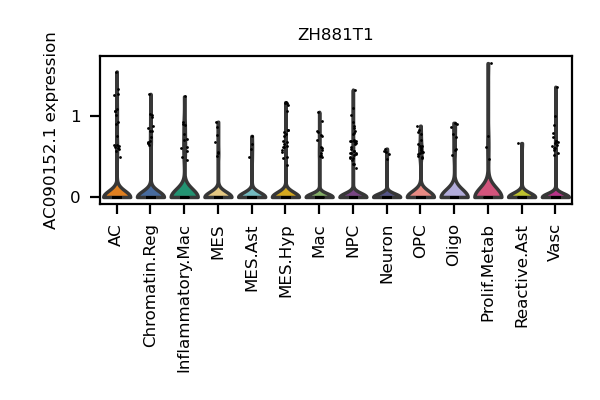 ZH881T1
AC090152.1 expression
1
0
AC
Chromatin.Reg
Inflammatory.Mac
MES
MES.Ast
MES.Hyp
Mac
NPC
Neuron
OPC
Oligo
Prolif.Metab
Reactive.Ast
Vasc